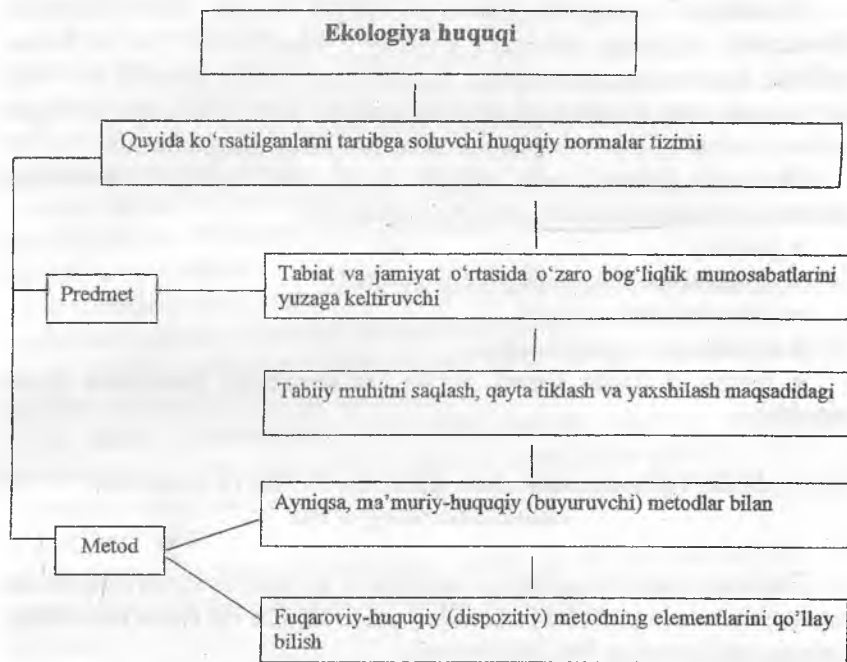 Ekologiya huquqi
Quyida ko‘rsatilganlarni tartibga soluvchi huquqiy normalar tizimi
Predmet
Tabiat va jamiyat o‘rtasida o‘zaro bog‘liqlik munosabatlarini
yuzaga keltiruvchi
Tabiiy muhitni saqlash, qayta tiklash va yaxshilash maqsadidagi
Metod
Ayniqsa, ma’muriy-huquqiy (buyuruvchi) metodlar bilan
Fuqaroviy-huquqiy (dispozitiv) metodning elementlarini qo’llay
bilish